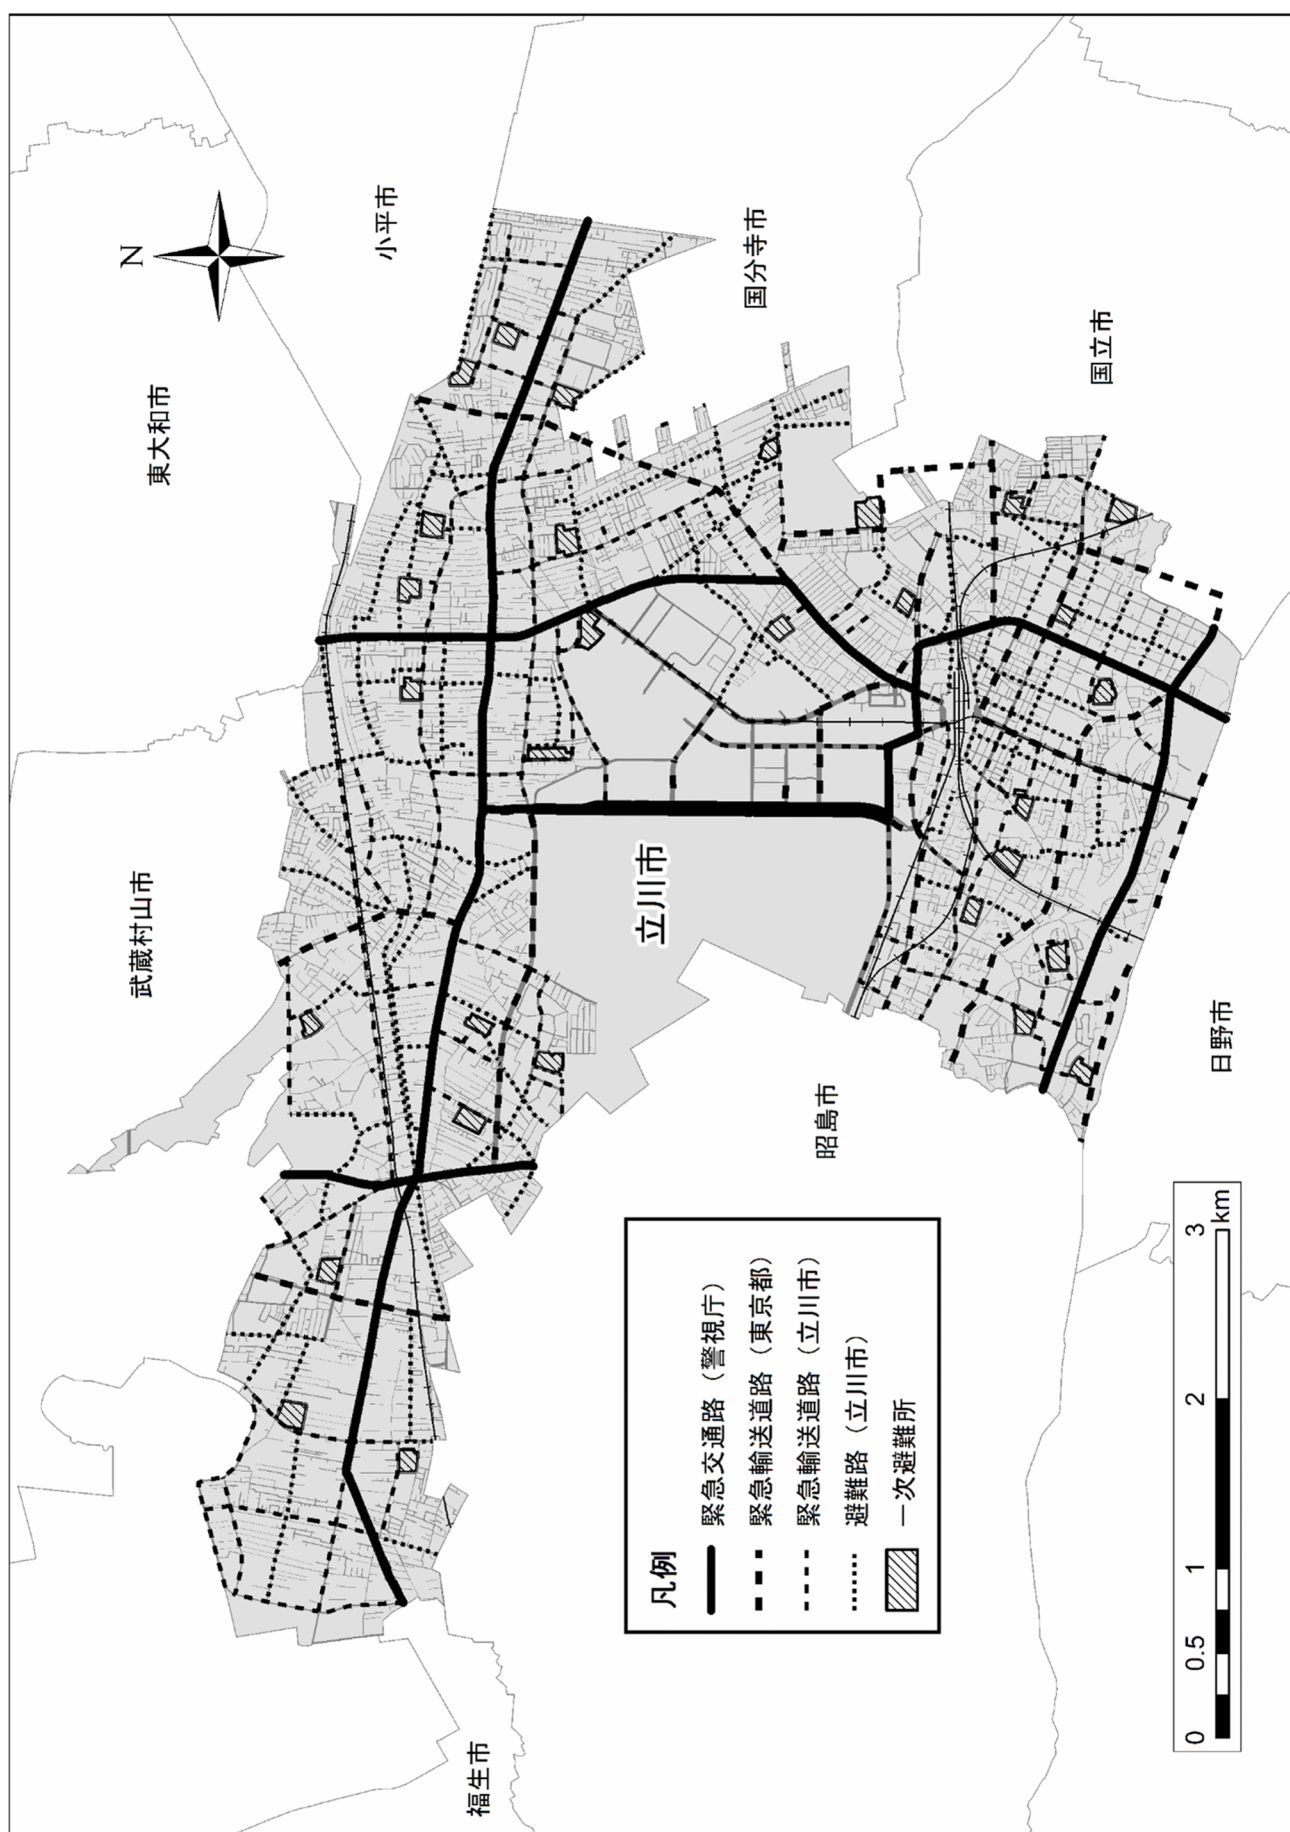 N
小平市
東大和市
国分寺市
国立市
武蔵村山市
立川市
昭島市
日野市
福生市
凡例
緊急交通路（警視庁）
緊急輸送道路（東京都）
緊急輸送道路（立川市）
避難路（立川市）
一次避難所
0 0.5 1 2 3
km